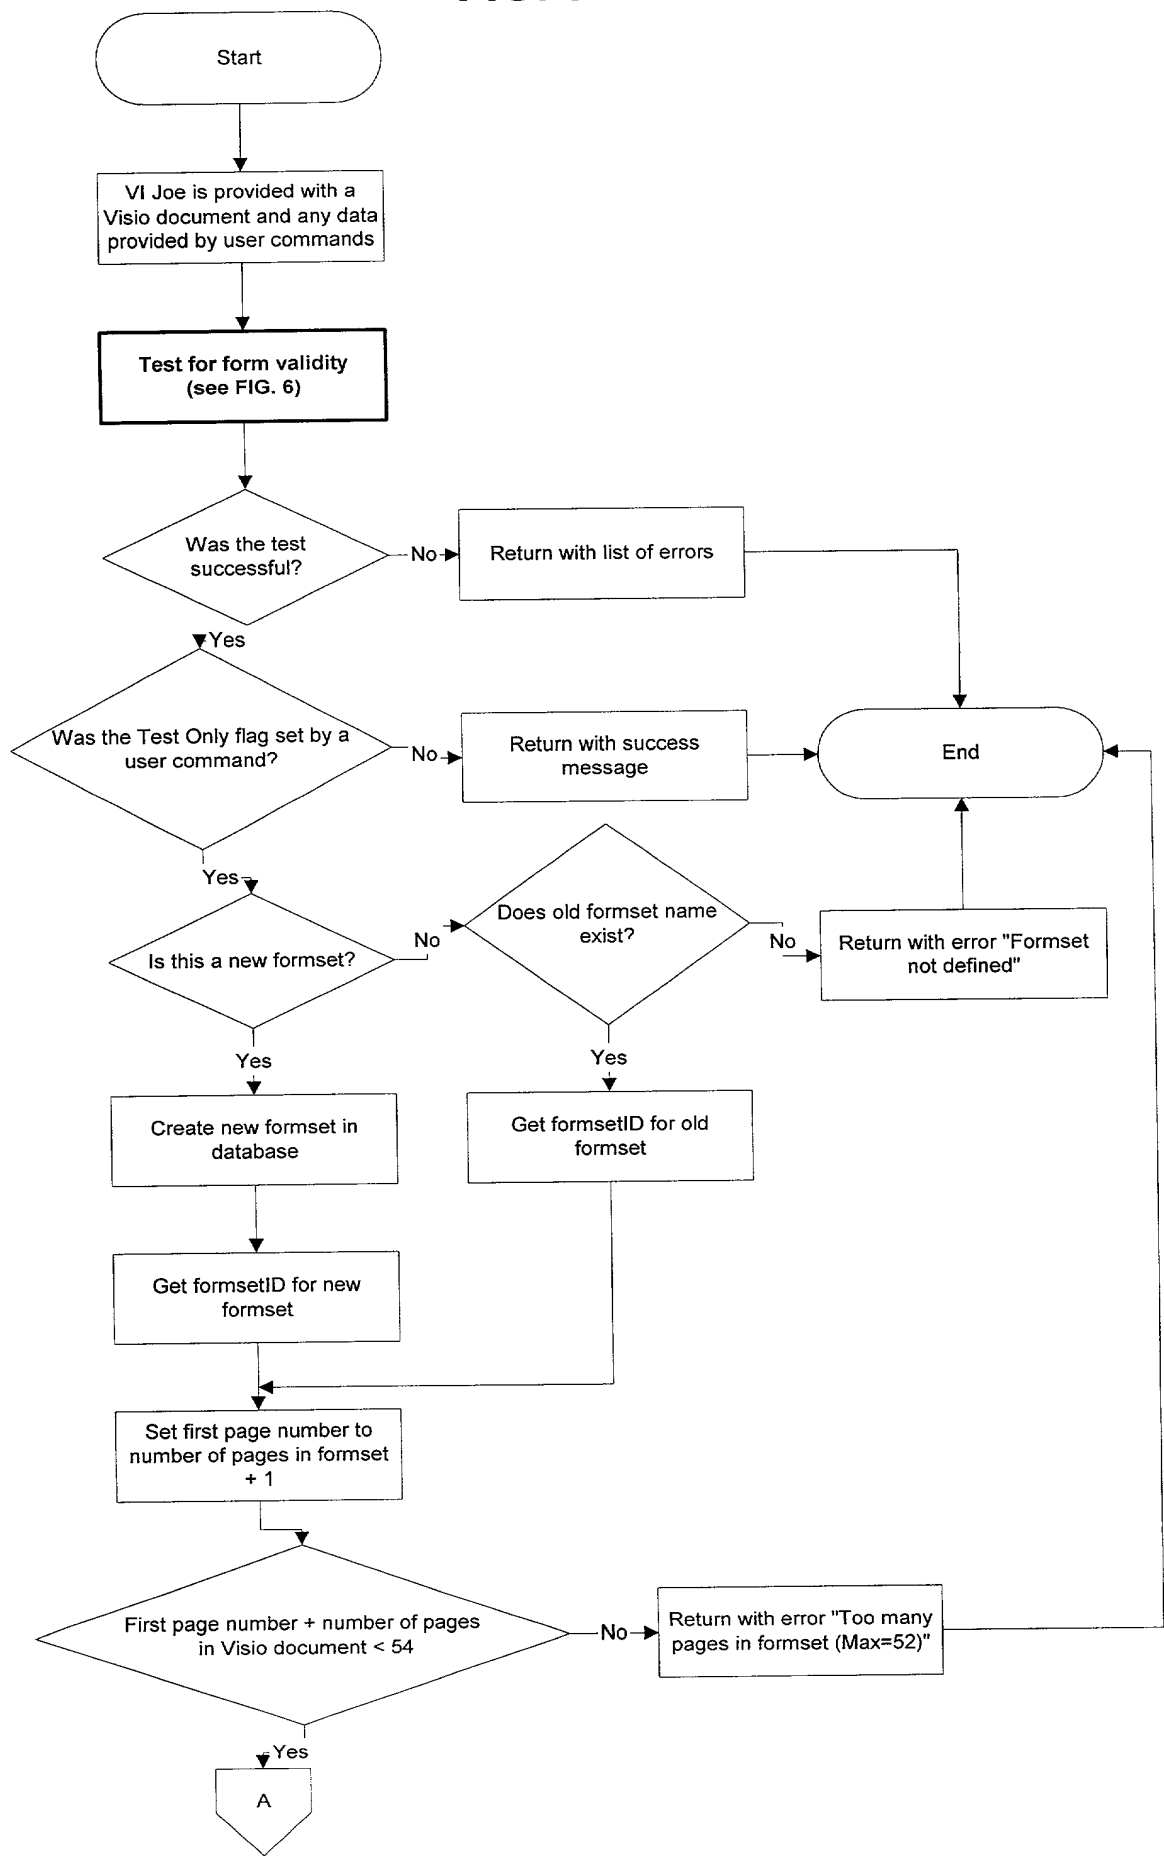 Start
VI Joe is provided with a
Visio document and any data
provided by user commands
Test for form validity
(see FIG. 6)
Was the test
successful?
No
Return with list of errors
Yes
Was the Test Only flag set by a
user command?
No
Return with success
message
End
Yes
Is this a new formset?
No
Does old formset name
exist?
No
Return with error "Formset
not defined"
Yes
Yes
Create new formset in
database
Get formsetID for old
formset
Get formsetID for new
formset
Set first page number to
number of pages in formset
+ 1
First page number + number of pages
in Visio document < 54
No
Return with error "Too many
pages in formset (Max=52)"
Yes
A